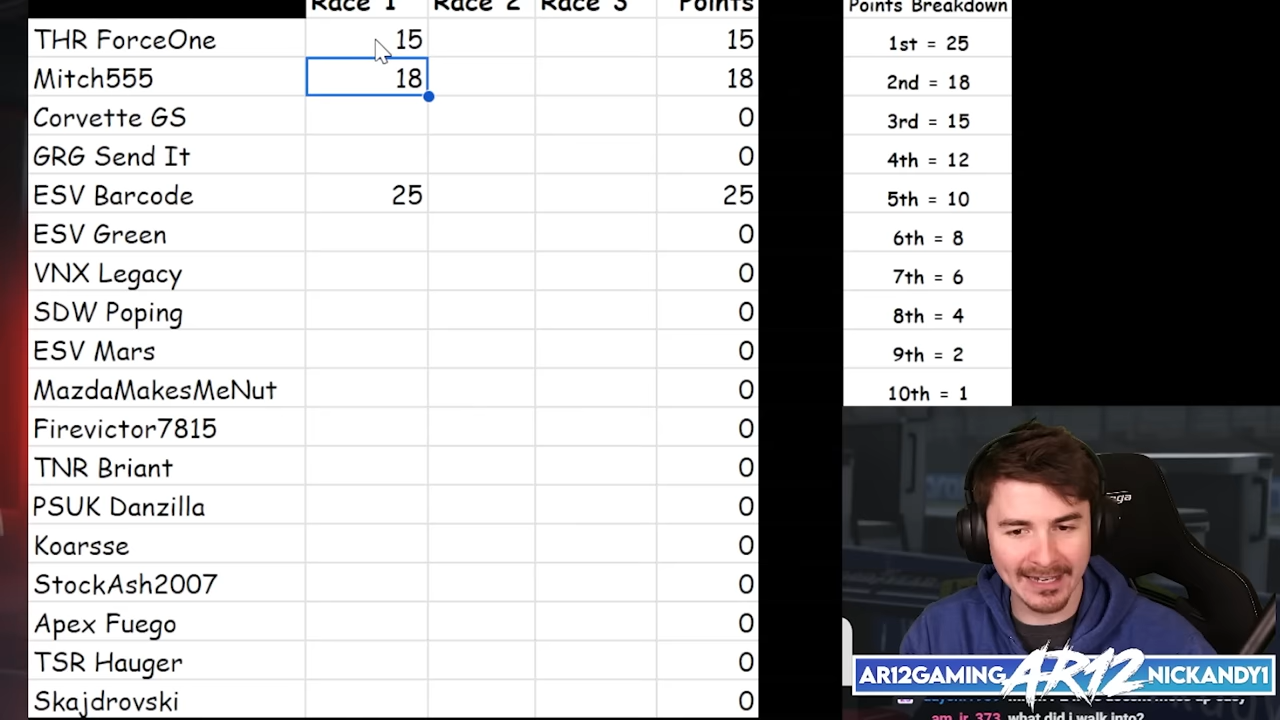 Race 1 Race 2 Race 3 Points
THR ForceOne 15 15
Mitch555 18 18
Corvette GS 0
GRG Send It 0
ESV Barcode 25 25
ESV Green 0
VNX Legacy 0
SDW Poping 0
ESV Mars 0
MazdaMakesMeNut 0
Firevictor7815 0
TNR Briant 0
PSUK Danzilla 0
Koarsse 0
StockAsh2007 0
Apex Fuego 0
TSR Hauger 0
Skajdrovski 0
Points Breakdown
1st = 25
2nd = 18
3rd = 15
4th = 12
5th = 10
6th = 8
7th = 6
8th = 4
9th = 2
10th = 1
AR12GAMING AR12 NICKANDY1
am_jr_373 what did i walk into?